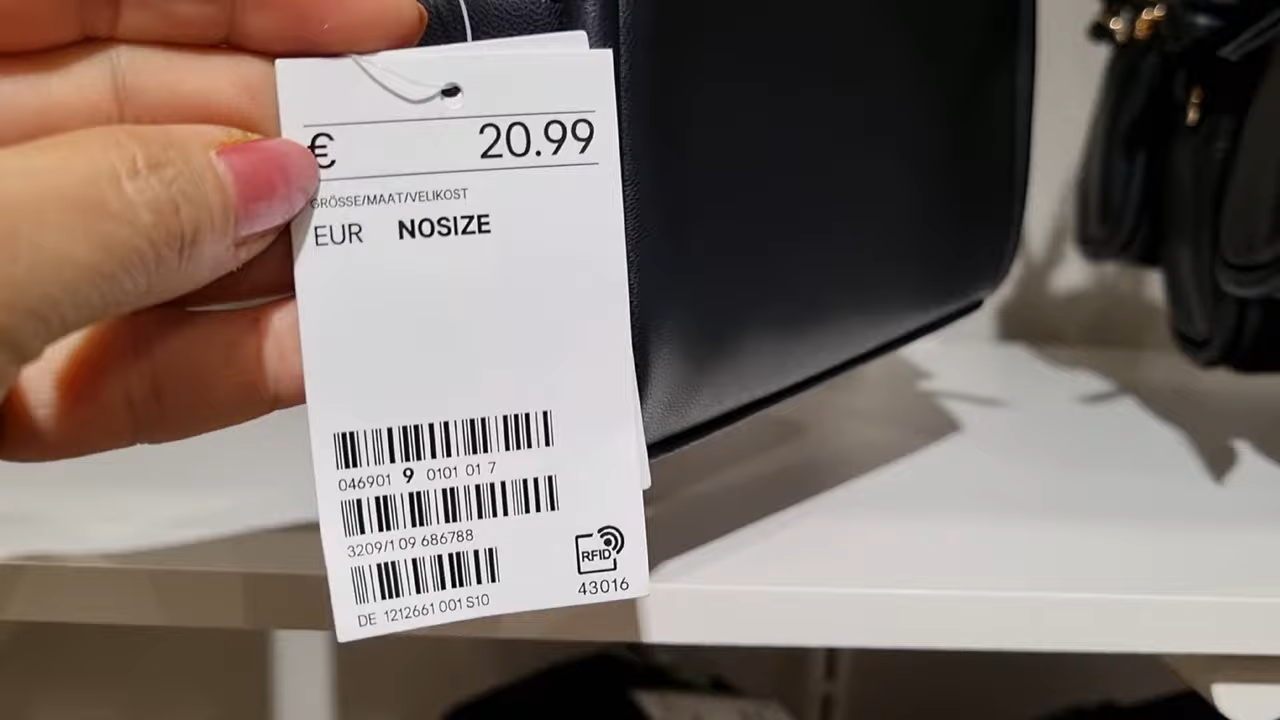 € 20.99
GRÖSSE/MAAT/VELIKOST
EUR NOSIZE
046901 9 0101 01 7
3209/1 09 686788
RFID
43016
DE 1212661 001 S10